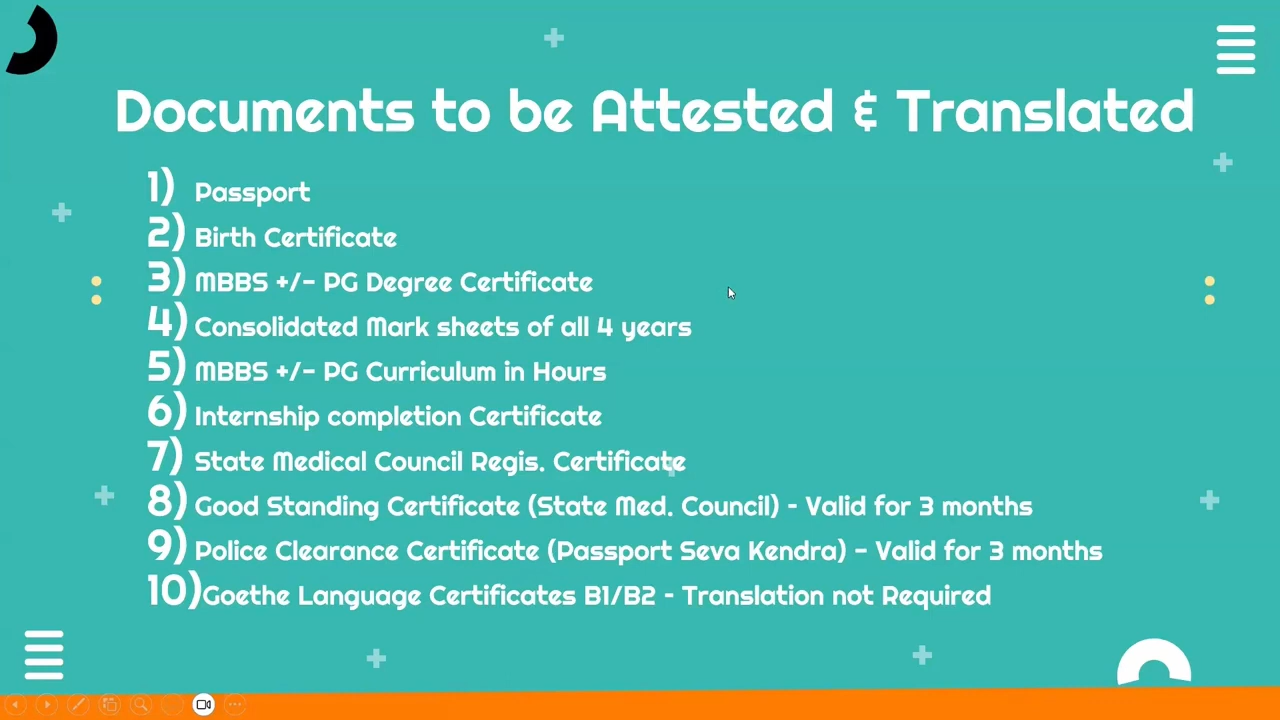 Documents to be Attested & Translated
1) Passport
2) Birth Certificate
3) MBBS +/- PG Degree Certificate
4) Consolidated Mark sheets of all 4 years
5) MBBS +/- PG Curriculum in Hours
6) Internship completion Certificate
7) State Medical Council Regis. Certificate
8) Good Standing Certificate (State Med. Council) - Valid for 3 months
9) Police Clearance Certificate (Passport Seva Kendra) - Valid for 3 months
10)Goethe Language Certificates B1/B2 - Translation not Required